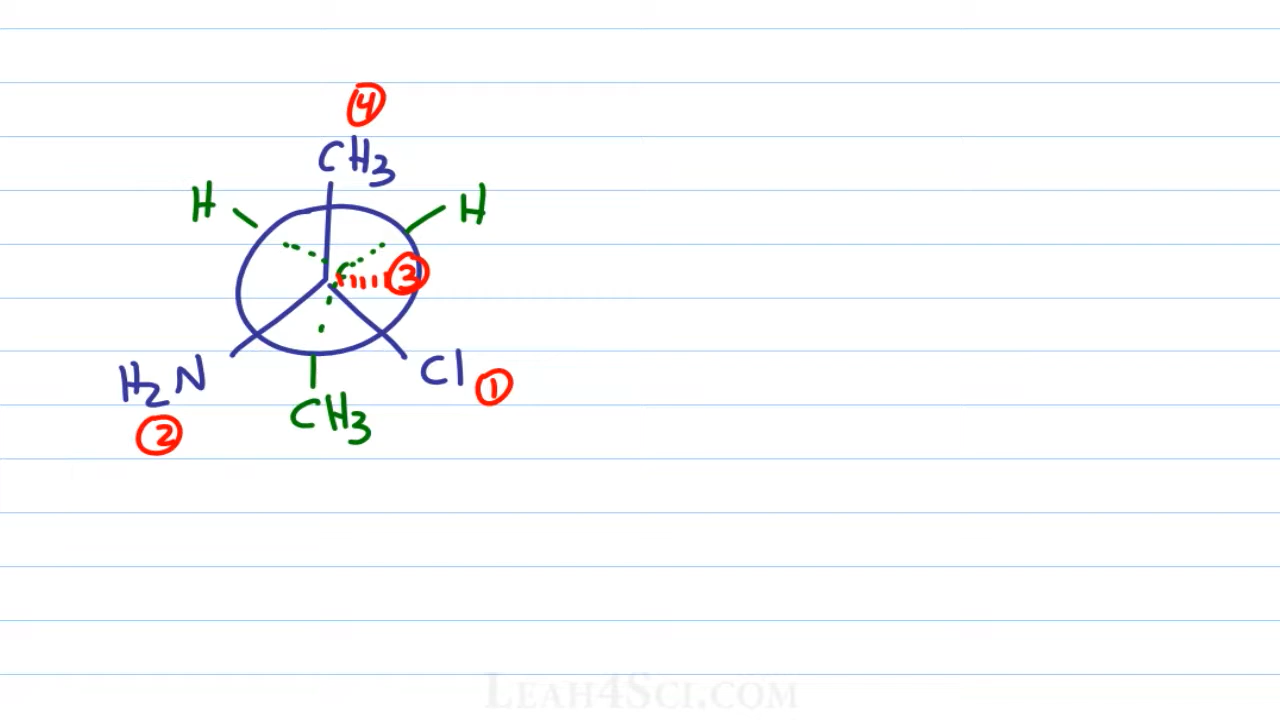 ④
CH3
H H
③
H2N Cl ①
② CH3
LEAH4SCI.COM